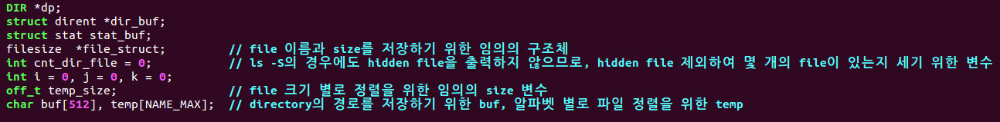 DIR *dp;
struct dirent *dir_buf;
struct stat stat_buf;
filesize  *file_struct;          // file 이름과 size를 저장하기 위한 임의의 구조체
int cnt_dir_file = 0;            // ls -S의 경우에도 hidden file을 출력하지 않으므로, hidden file 제외하여 몇 개의 file이 있는지 세기 위한 변수
int i = 0, j = 0, k = 0;
off_t temp_size;                 // file 크기 별로 정렬을 위한 임의의 size 변수
char buf[512], temp[NAME_MAX];  // directory의 경로를 저장하기 위한 buf, 알파벳 별로 파일 정렬을 위한 temp